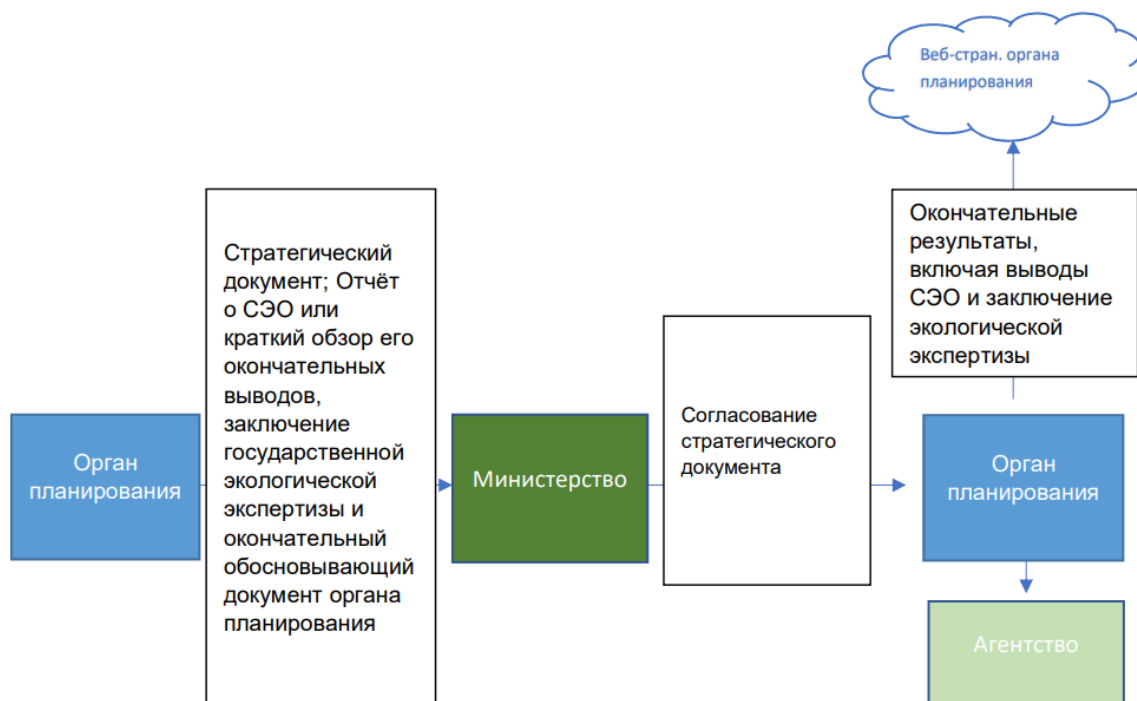 Веб-стран. органа
планирования
Окончательные
результаты,
включая выводы
СЭО и заключение
экологической
экспертизы
Стратегический
документ; Отчёт
о СЭО или
краткий обзор его
окончательных
выводов,
заключение
государственной
экологической
экспертизы и
окончательный
обосновывающий
документ органа
планирования
Орган
планирования
Министерство
Согласование
стратегического
документа
Орган
планирования
Агентство